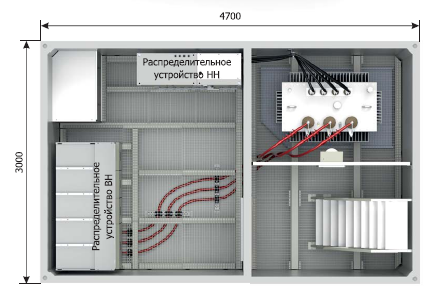 4700
Распределительное
устройство НН
3000
Распределительное
устройство ВН